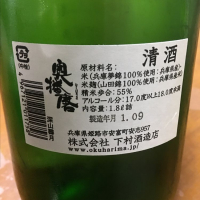 清酒
奥播磨
原材料名：
米(兵庫夢錦100%使用:兵庫県産)
米麹(山田錦100%使用:兵庫県産米)
精米歩合：55%
アルコール分：17.0度以上18.0度未満
内容量：1.8ℓ詰
製造年月 1.09
兵庫県姫路市安富町安志957
株式会社 下村酒造店
www.okuharima.jp